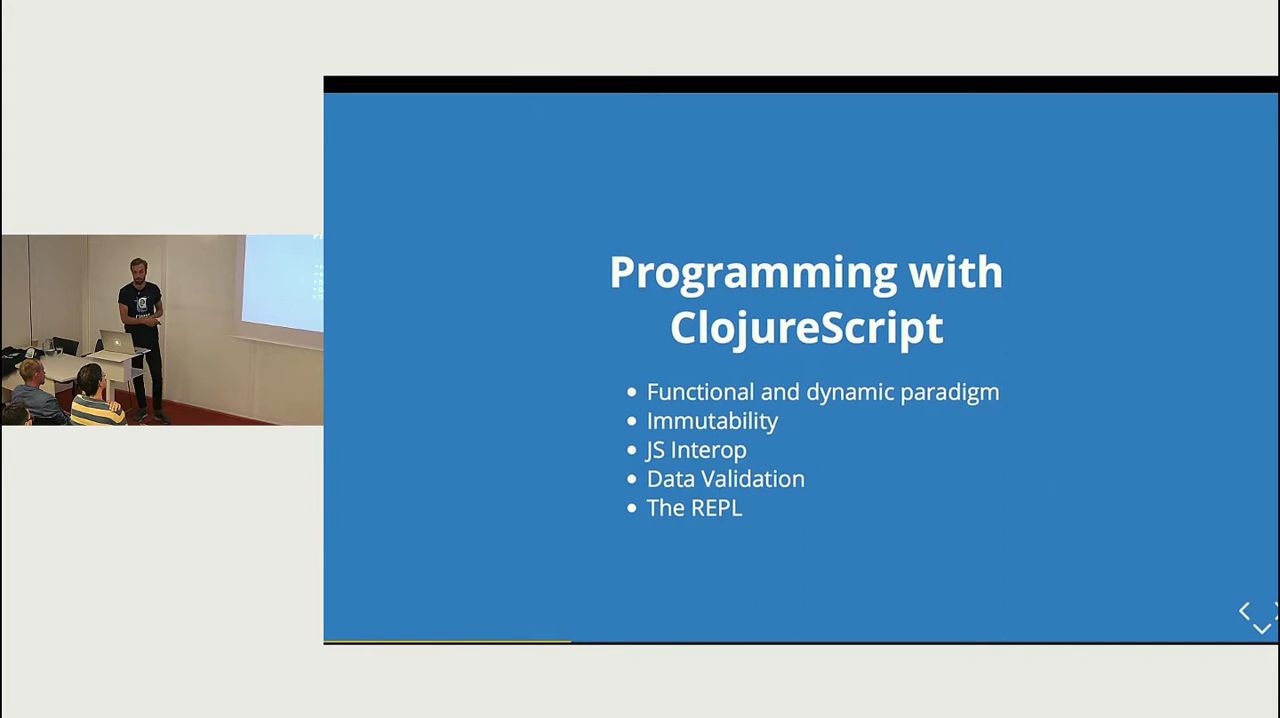 Programming with
ClojureScript
Functional and dynamic paradigm
Immutability
JS Interop
Data Validation
The REPL